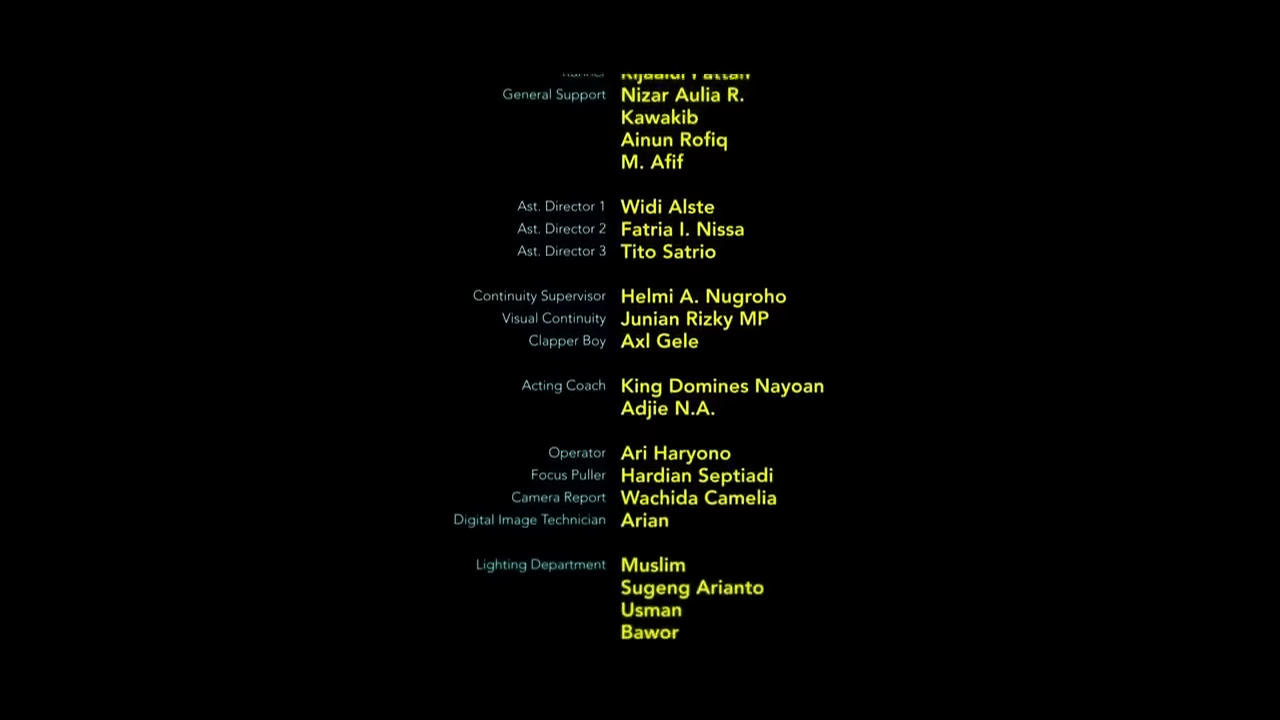 General Support Nizar Aulia R.
Kawakib
Ainun Rofiq
M. Afif
Ast. Director 1 Widi Alste
Ast. Director 2 Fatria I. Nissa
Ast. Director 3 Tito Satrio
Continuity Supervisor Helmi A. Nugroho
Visual Continuity Junian Rizky MP
Clapper Boy Axl Gele
Acting Coach King Domines Nayoan
Adjie N.A.
Operator Ari Haryono
Focus Puller Hardian Septiadi
Camera Report Wachida Camelia
Digital Image Technician Arian
Lighting Department Muslim
Sugeng Arianto
Usman
Bawor